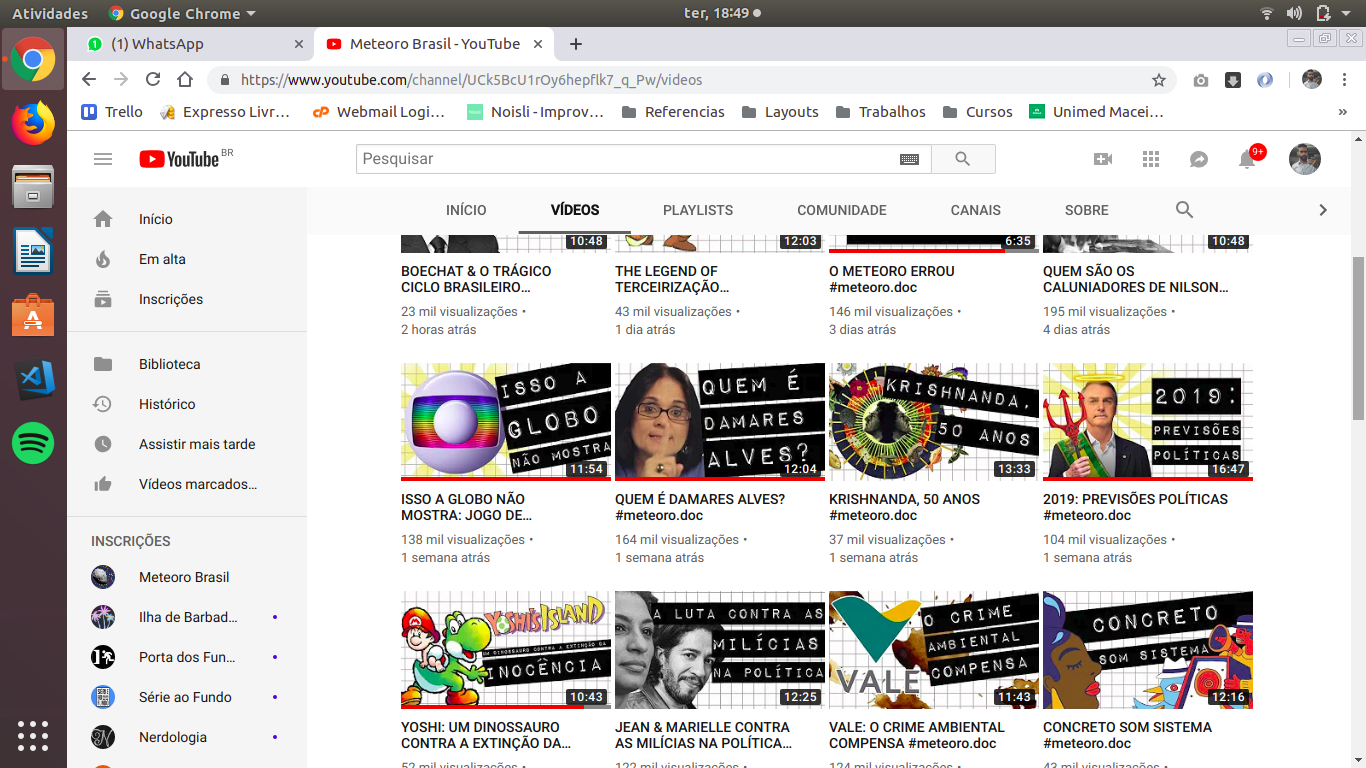 Atividades Google Chrome ter, 18:49
(1) WhatsApp Meteoro Brasil - YouTube
https://www.youtube.com/channel/UCk5BcU1rOy6hepflk7_q_Pw/videos
Trello Expresso Livr… Webmail Logi… Noisli - Improv… Referencias Layouts Trabalhos Cursos Unimed Macei… »
YouTube BR Pesquisar 9+
INÍCIO VÍDEOS PLAYLISTS COMUNIDADE CANAIS SOBRE
Início
Em alta
Inscrições
Biblioteca
Histórico
Assistir mais tarde
Vídeos marcados…
INSCRIÇÕES
Meteoro Brasil
Ilha de Barbad…
Porta dos Fun…
Série ao Fundo
Nerdologia
10:48
BOECHAT & O TRÁGICO
CICLO BRASILEIRO…
23 mil visualizações •
2 horas atrás
12:03
THE LEGEND OF
TERCEIRIZAÇÃO…
43 mil visualizações •
1 dia atrás
6:35
O METEORO ERROU
#meteoro.doc
146 mil visualizações •
3 dias atrás
10:48
QUEM SÃO OS
CALUNIADORES DE NILSON…
195 mil visualizações •
4 dias atrás
ISSO A
GLOBO
NÃO MOSTRA
11:54
ISSO A GLOBO NÃO
MOSTRA: JOGO DE…
138 mil visualizações •
1 semana atrás
QUEM É
DAMARES
ALVES?
12:04
QUEM É DAMARES ALVES?
#meteoro.doc
164 mil visualizações •
1 semana atrás
KRISHNANDA,
50 ANOS
13:33
KRISHNANDA, 50 ANOS
#meteoro.doc
37 mil visualizações •
1 semana atrás
2019:
PREVISÕES
POLÍTICAS
16:47
2019: PREVISÕES POLÍTICAS
#meteoro.doc
104 mil visualizações •
1 semana atrás
YOSHI'S ISLAND
UM DINOSSAURO CONTRA A EXTINÇÃO DA
INOCÊNCIA
10:43
YOSHI: UM DINOSSAURO
CONTRA A EXTINÇÃO DA…
52 mil visualizações •
A LUTA CONTRA AS
MILÍCIAS
NA POLÍTICA
12:25
JEAN & MARIELLE CONTRA
AS MILÍCIAS NA POLÍTICA…
122 mil visualizações •
VALE
O CRIME
AMBIENTAL
COMPENSA
11:43
VALE: O CRIME AMBIENTAL
COMPENSA #meteoro.doc
124 mil visualizações •
CONCRETO
SOM SISTEMA
12:16
CONCRETO SOM SISTEMA
#meteoro.doc
43 mil visualizações •